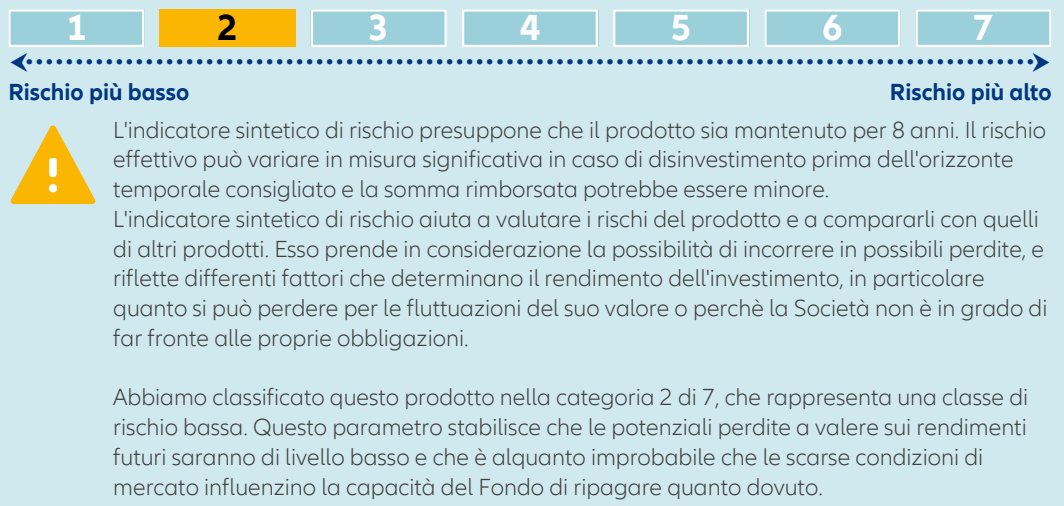 1 2 3 4 5 6 7
Rischio più basso Rischio più alto
L'indicatore sintetico di rischio presuppone che il prodotto sia mantenuto per 8 anni. Il rischio
effettivo può variare in misura significativa in caso di disinvestimento prima dell'orizzonte
temporale consigliato e la somma rimborsata potrebbe essere minore.
L'indicatore sintetico di rischio aiuta a valutare i rischi del prodotto e a compararli con quelli
di altri prodotti. Esso prende in considerazione la possibilità di incorrere in possibili perdite, e
riflette differenti fattori che determinano il rendimento dell'investimento, in particolare
quanto si può perdere per le fluttuazioni del suo valore o perchè la Società non è in grado di
far fronte alle proprie obbligazioni.
Abbiamo classificato questo prodotto nella categoria 2 di 7, che rappresenta una classe di
rischio bassa. Questo parametro stabilisce che le potenziali perdite a valere sui rendimenti
futuri saranno di livello basso e che è alquanto improbabile che le scarse condizioni di
mercato influenzino la capacità del Fondo di ripagare quanto dovuto.